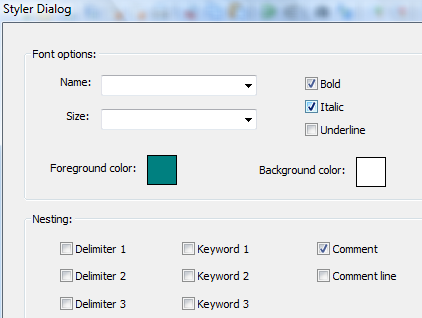 Styler Dialog
Font options:
Name:
Bold
Italic
Size:
Underline
Foreground color:
Background color:
Nesting:
Delimiter 1
Keyword 1
Comment
Delimiter 2
Keyword 2
Comment line
Delimiter 3
Keyword 3